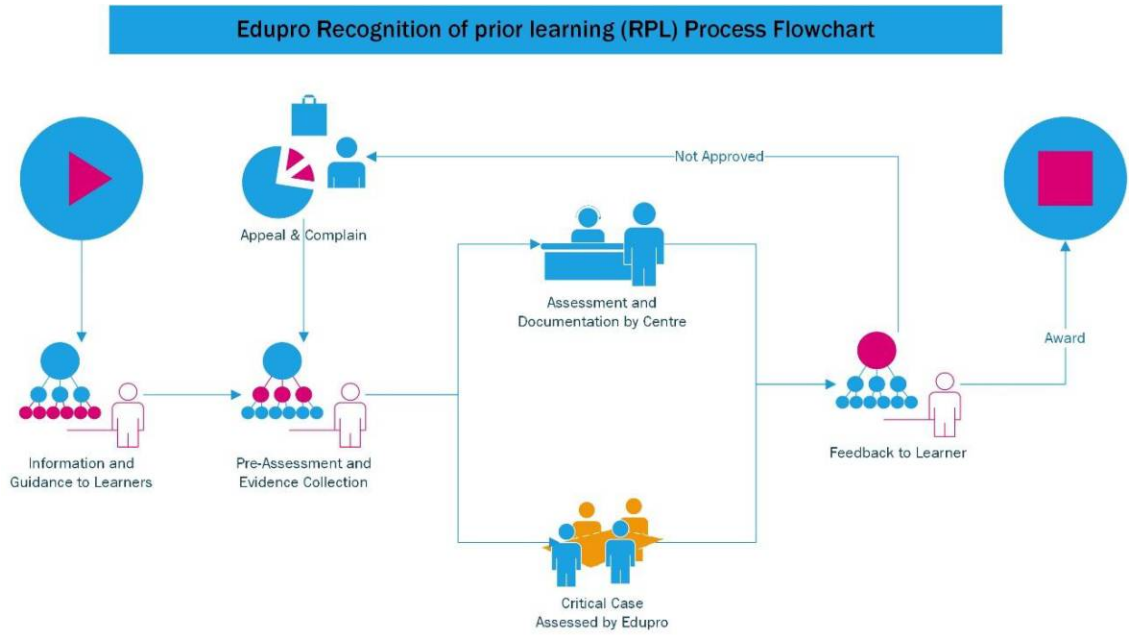 Edupro Recognition of prior learning (RPL) Process Flowchart
Not Approved
Appeal & Complain
Assessment and
Documentation by Centre
Award
Information and
Guidance to Learners
Pre-Assessment and
Evidence Collection
Feedback to Learner
Critical Case
Assessed by Edupro